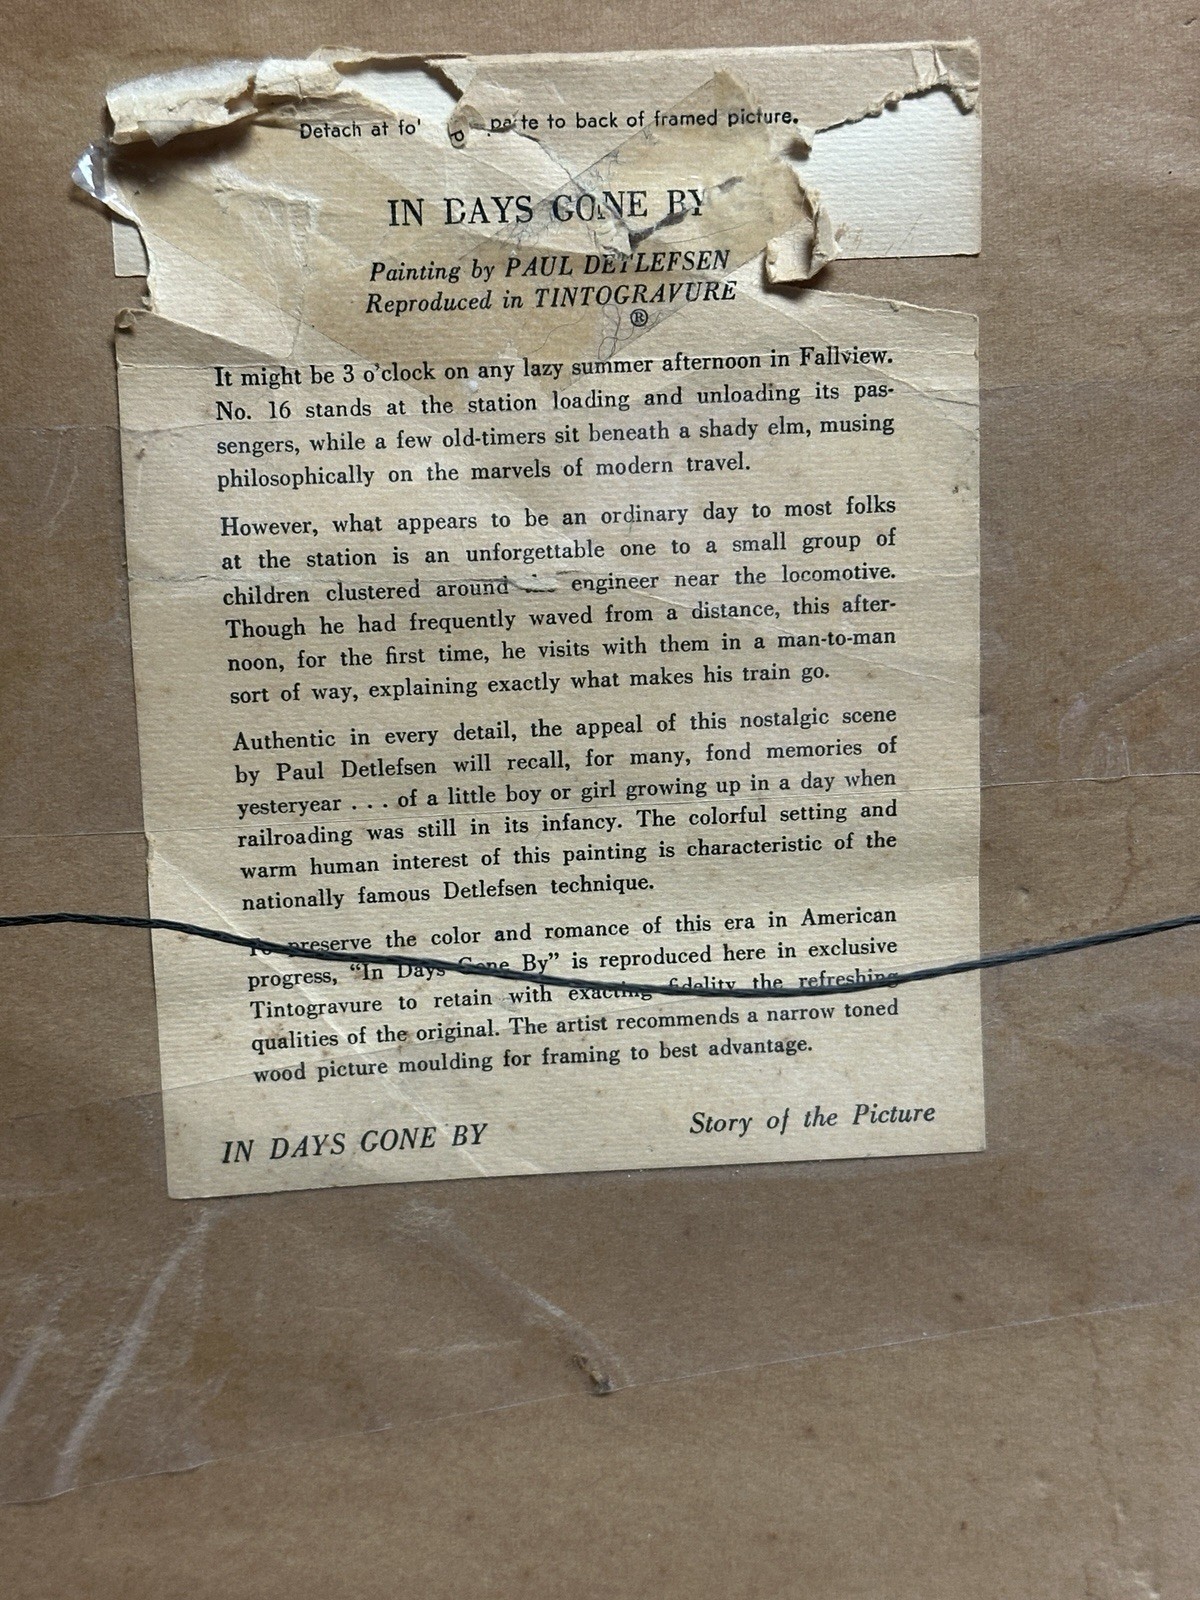 Detach at fo' paste to back of framed picture.
IN DAYS GONE BY
Painting by PAUL DETLEFSEN
Reproduced in TINTOGRAVURE
®
It might be 3 o'clock on any lazy summer afternoon in Fallview.
No. 16 stands at the station loading and unloading its pas-
sengers, while a few old-timers sit beneath a shady elm, musing
philosophically on the marvels of modern travel.
However, what appears to be an ordinary day to most folks
at the station is an unforgettable one to a small group of
children clustered around engineer near the locomotive.
Though he had frequently waved from a distance, this after-
noon, for the first time, he visits with them in a man-to-man
sort of way, explaining exactly what makes his train go.
Authentic in every detail, the appeal of this nostalgic scene
by Paul Detlefsen will recall, for many, fond memories of
yesteryear . . . of a little boy or girl growing up in a day when
railroading was still in its infancy. The colorful setting and
warm human interest of this painting is characteristic of the
nationally famous Detlefsen technique.
To preserve the color and romance of this era in American
progress, "In Days Gone By" is reproduced here in exclusive
Tintogravure to retain with exacting fidelity the refreshing
qualities of the original. The artist recommends a narrow toned
wood picture moulding for framing to best advantage.
IN DAYS GONE BY
Story of the Picture